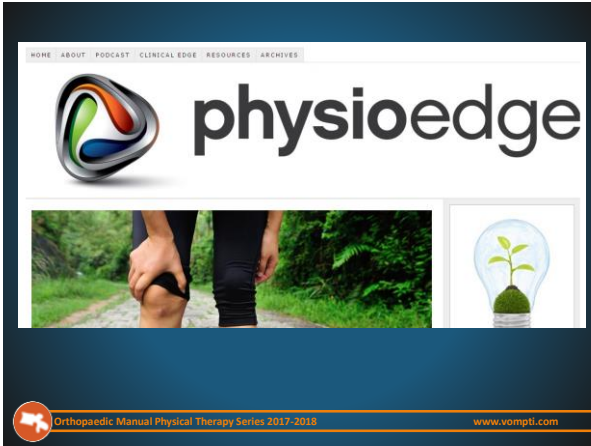 HOME ABOUT PODCAST CLINICAL EDGE RESOURCES ARCHIVES
physioedge
Orthopaedic Manual Physical Therapy Series 2017-2018 www.vompti.com